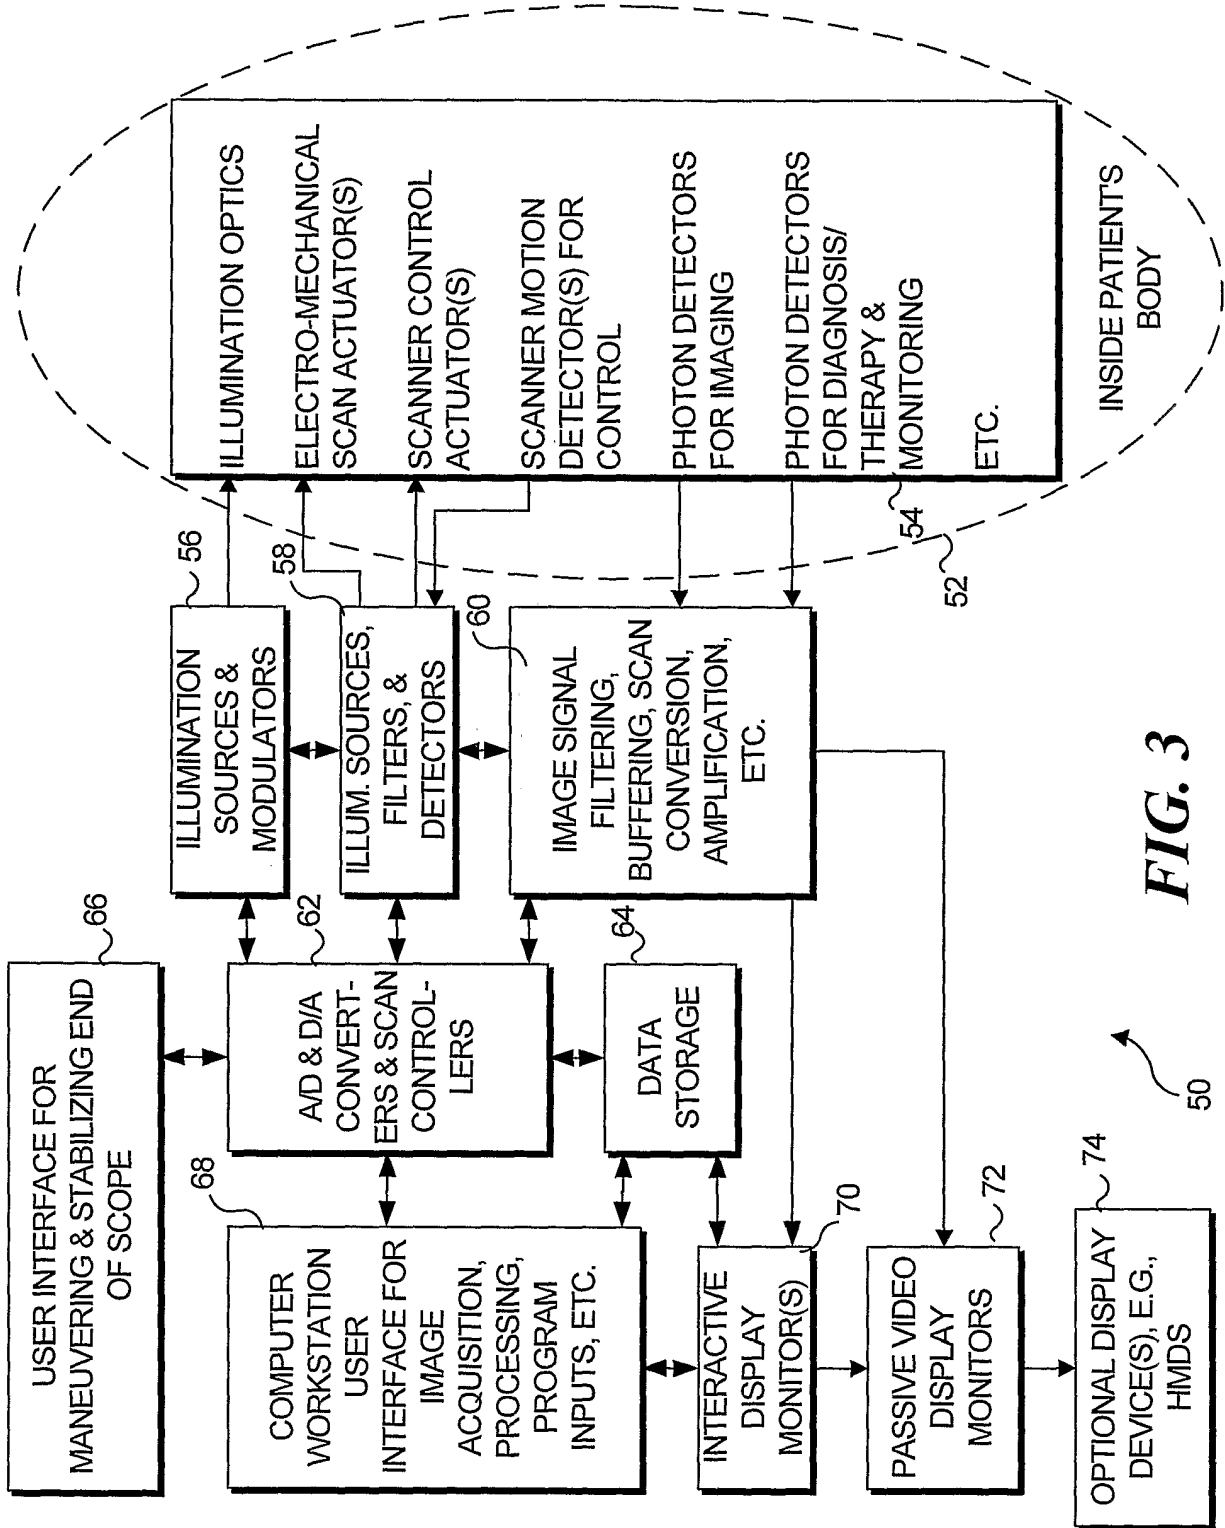 66
USER INTERFACE FOR
MANEUVERING & STABILIZING END
OF SCOPE
68
COMPUTER
WORKSTATION
USER
INTERFACE FOR
IMAGE
ACQUISITION,
PROCESSING,
PROGRAM
INPUTS, ETC.
62
A/D & D/A
CONVERT-
ERS & SCAN
CONTROL-
LERS
64
DATA
STORAGE
56
ILLUMINATION
SOURCES &
MODULATORS
58
ILLUM. SOURCES,
FILTERS, &
DETECTORS
60
IMAGE SIGNAL
FILTERING,
BUFFERING, SCAN
CONVERSION,
AMPLIFICATION,
ETC.
ILLUMINATION OPTICS
ELECTRO-MECHANICAL
SCAN ACTUATOR(S)
SCANNER CONTROL
ACTUATOR(S)
SCANNER MOTION
DETECTOR(S) FOR
CONTROL
PHOTON DETECTORS
FOR IMAGING
PHOTON DETECTORS
FOR DIAGNOSIS/
THERAPY &
MONITORING
ETC.
54
52
INSIDE PATIENT'S
BODY
70
INTERACTIVE
DISPLAY
MONITOR(S)
72
PASSIVE VIDEO
DISPLAY
MONITORS
74
OPTIONAL DISPLAY
DEVICE(S), E.G.,
HMDS
50
FIG. 3